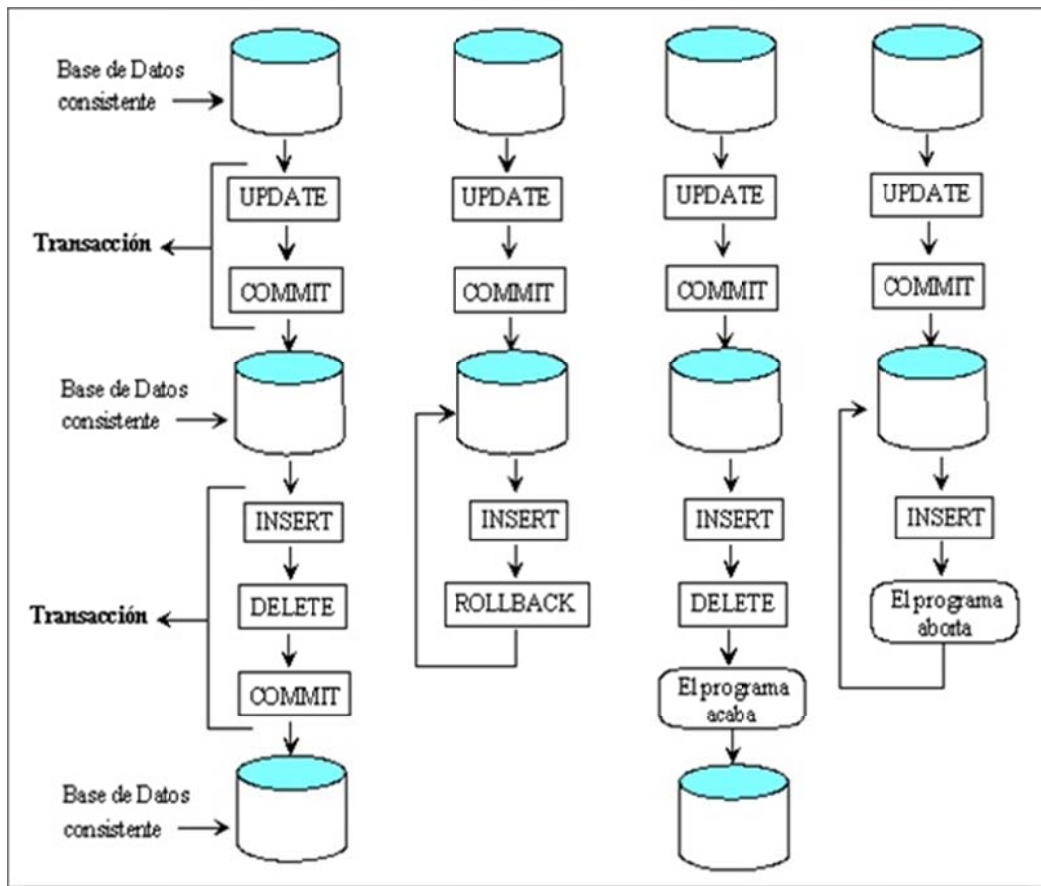 Base de Datos
consistente
UPDATE
UPDATE
UPDATE
UPDATE
Transacción
COMMIT
COMMIT
COMMIT
COMMIT
Base de Datos
consistente
INSERT
INSERT
INSERT
INSERT
DELETE
ROLLBACK
DELETE
El programa
aborta
Transacción
COMMIT
El programa
acaba
Base de Datos
consistente